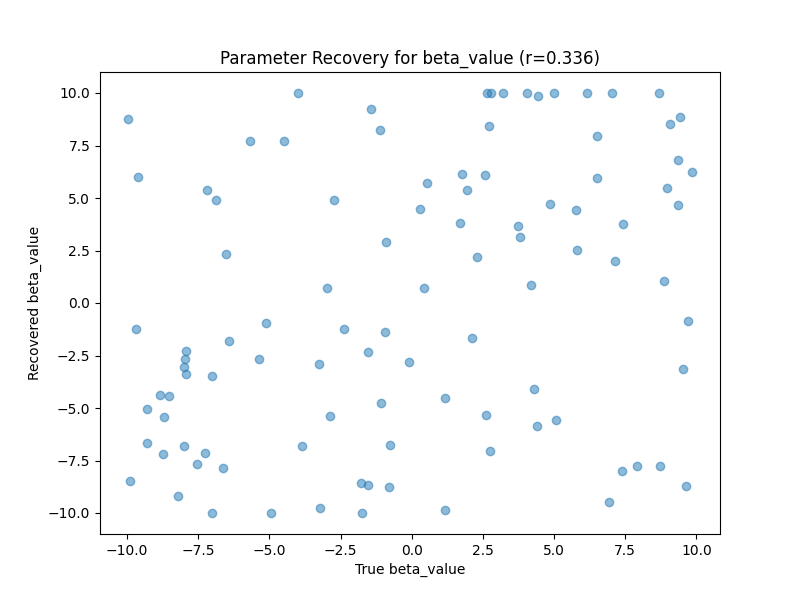 Parameter Recovery for beta_value (r=0.336)
10.0
7.5
5.0
2.5
0.0
−2.5
−5.0
−7.5
−10.0
Recovered beta_value
−10.0 −7.5 −5.0 −2.5 0.0 2.5 5.0 7.5 10.0
True beta_value